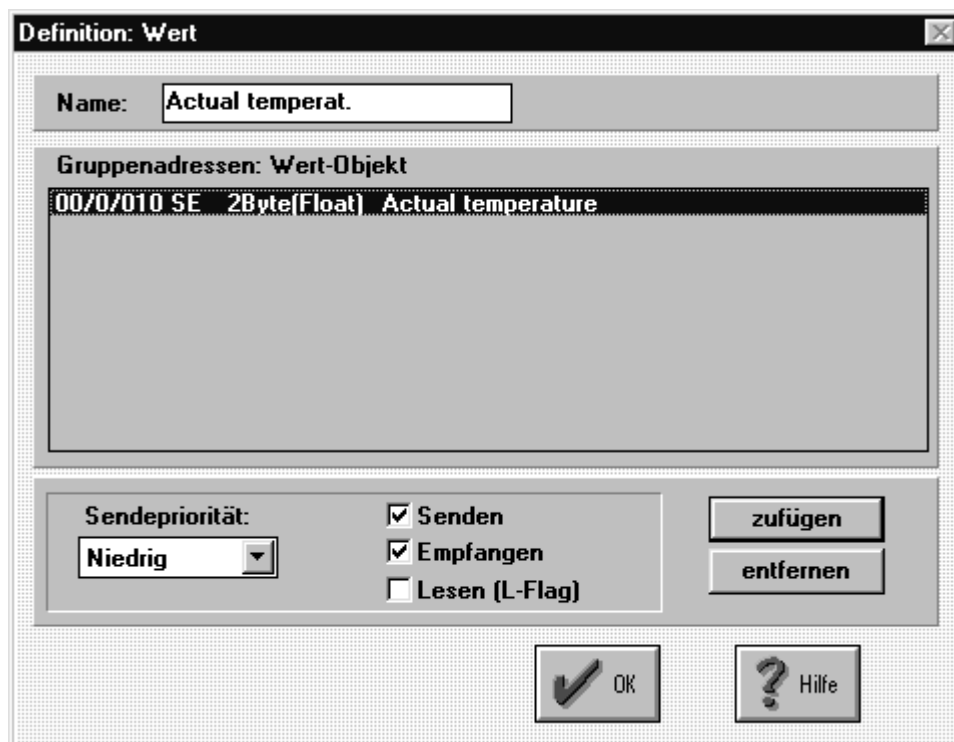 Definition: Wert
Name: Actual temperat.
Gruppenadressen: Wert-Objekt
00/0/010 SE 2Byte(Float) Actual temperature
Sendepriorität:
Niedrig
Senden
Empfangen
Lesen (L-Flag)
zufügen
entfernen
OK
Hilfe